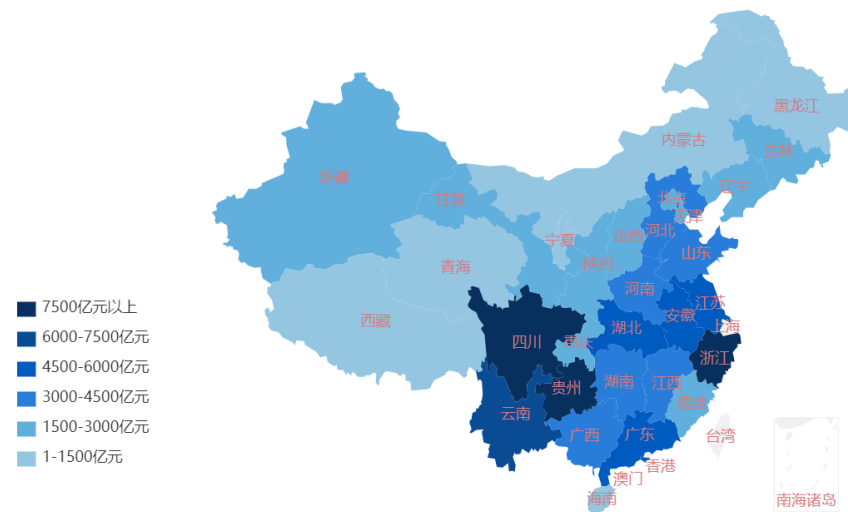 黑龙江
内蒙古
吉林
新疆
辽宁
甘肃
北京
天津
河北
山西
宁夏
山东
陕西
青海
河南
江苏
7500亿元以上
安徽
西藏
湖北
上海
6000-7500亿元
四川
重庆
浙江
4500-6000亿元
贵州
湖南
江西
3000-4500亿元
福建
云南
1500-3000亿元
广西
广东
台湾
1-1500亿元
香港
澳门
海南
南海诸岛